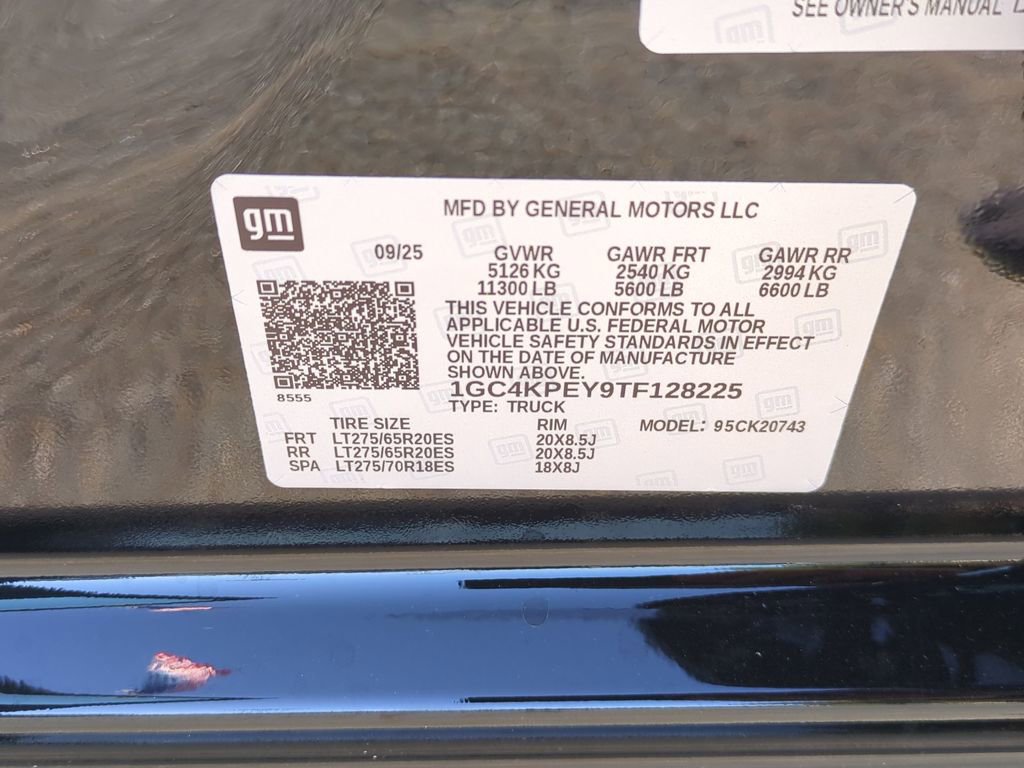 SEE OWNER'S MANUAL
gm
MFD BY GENERAL MOTORS LLC
09/25 GVWR GAWR FRT GAWR RR
5126 KG 2540 KG 2994 KG
11300 LB 5600 LB 6600 LB
THIS VEHICLE CONFORMS TO ALL
APPLICABLE U.S. FEDERAL MOTOR
VEHICLE SAFETY STANDARDS IN EFFECT
ON THE DATE OF MANUFACTURE
SHOWN ABOVE.
8555 1GC4KPEY9TF128225
TYPE: TRUCK
TIRE SIZE RIM MODEL: 95CK20743
FRT LT275/65R20ES 20X8.5J
RR LT275/65R20ES 20X8.5J
SPA LT275/70R18ES 18X8J